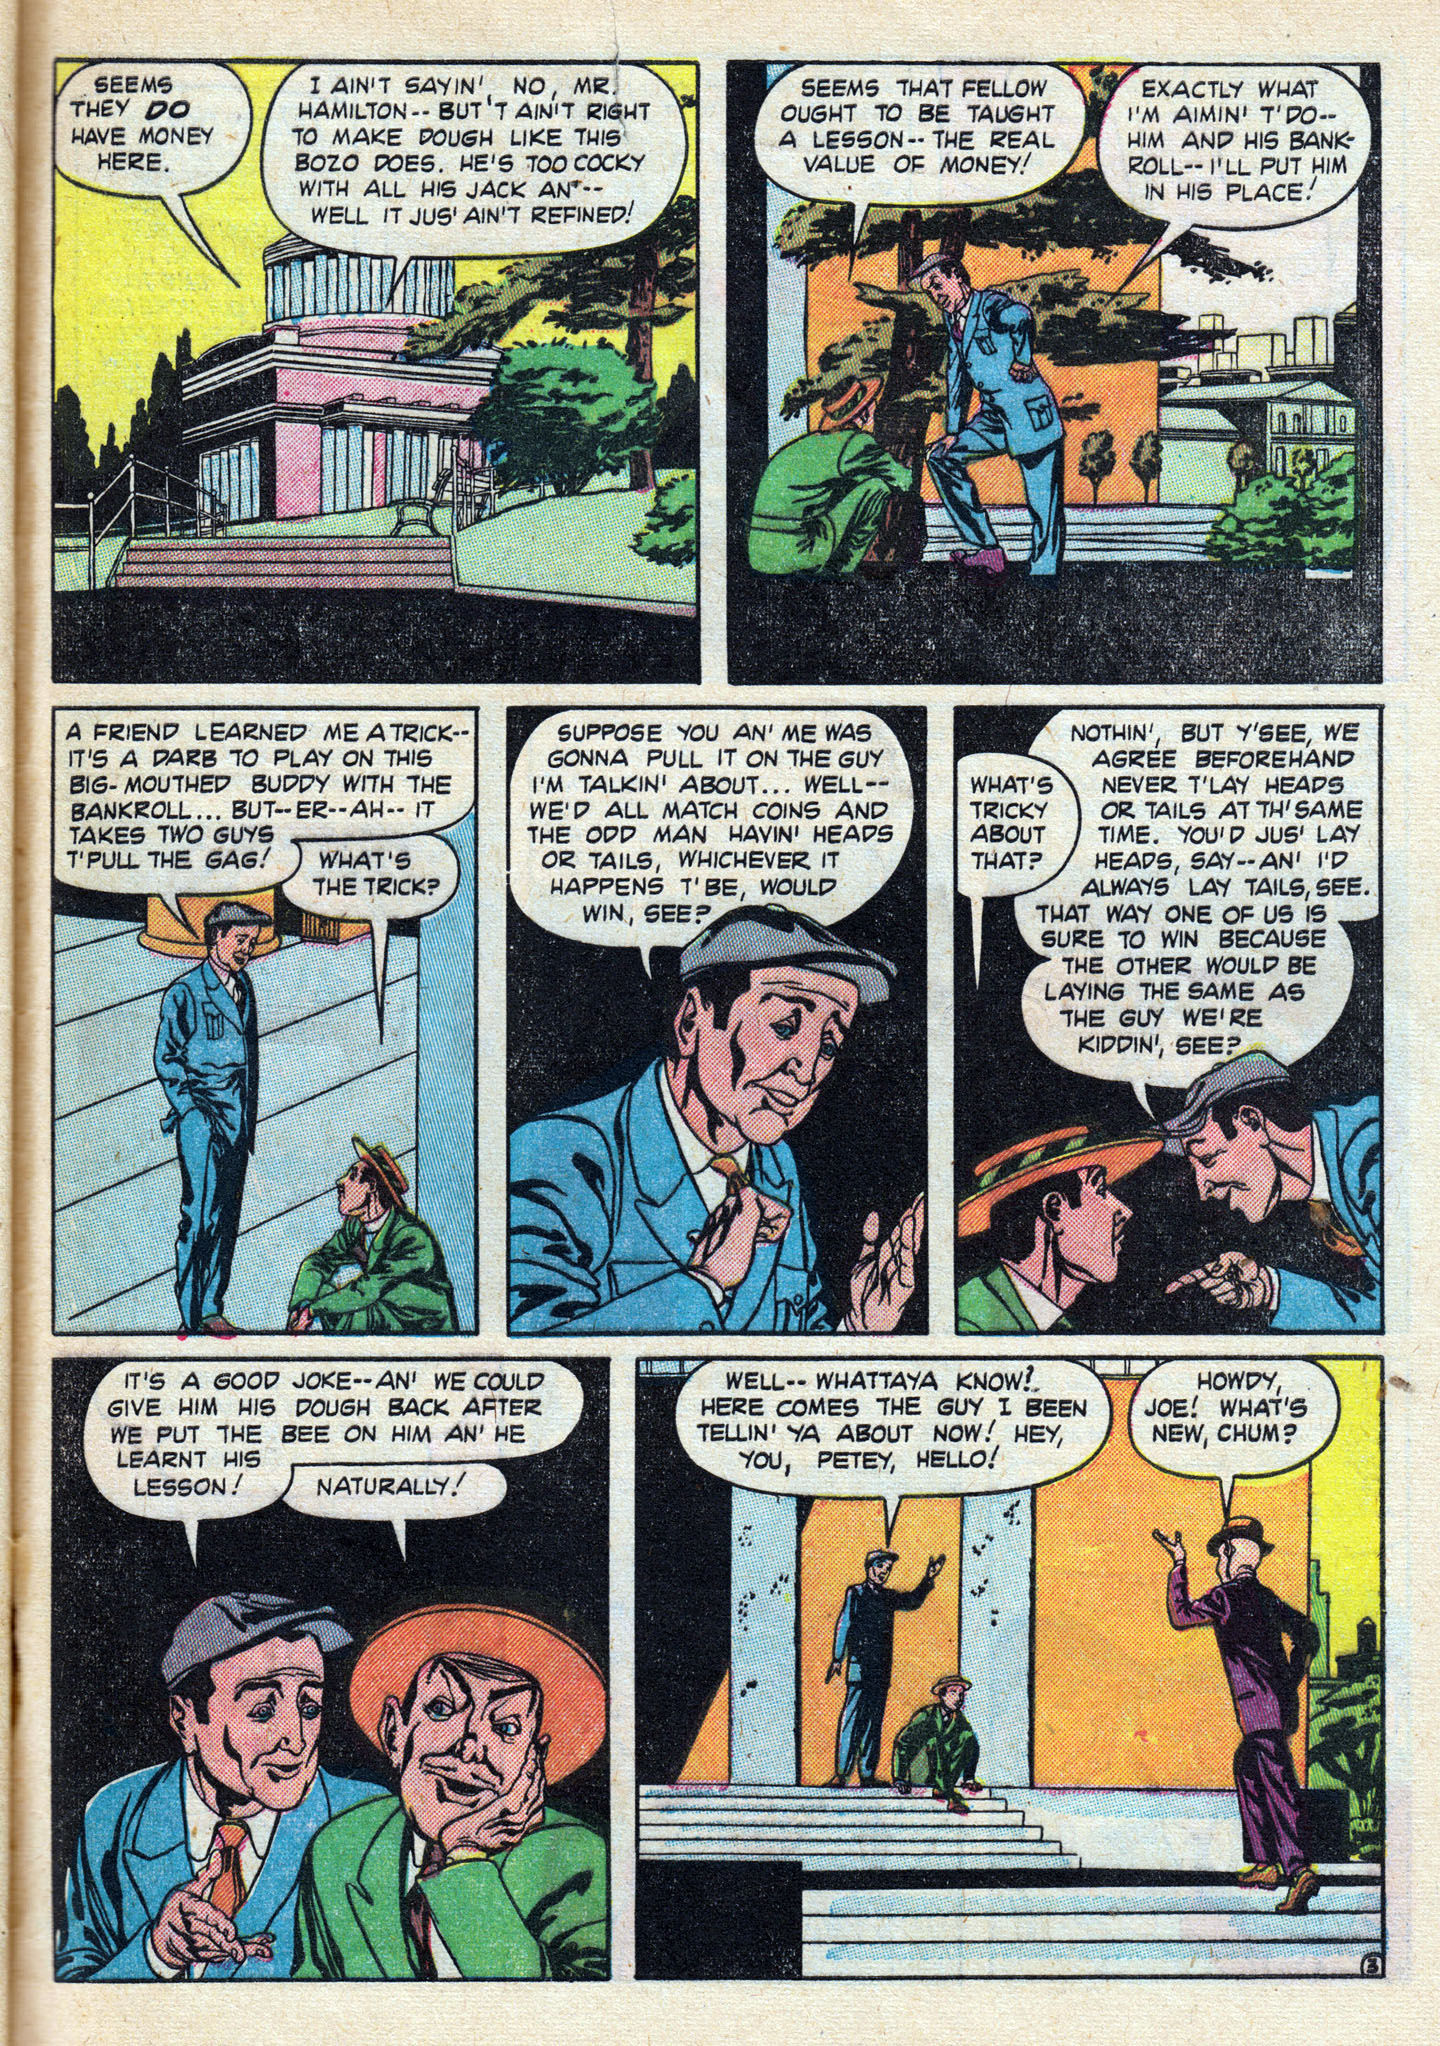 SEEMS
THEY DO
HAVE MONEY
HERE.
I AIN'T SAYIN', NO, MR.
HAMILTON-- BUT 'T AIN'T RIGHT
TO MAKE DOUGH LIKE THIS
BOZO DOES. HE'S TOO COCKY
WITH ALL HIS JACK AN'--
WELL IT JUS' AIN'T REFINED!
SEEMS THAT FELLOW
OUGHT TO BE TAUGHT
A LESSON-- THE REAL
VALUE OF MONEY!
EXACTLY WHAT
I'M AIMIN' T'DO--
HIM AND HIS BANK-
ROLL-- I'LL PUT HIM
IN HIS PLACE!
A FRIEND LEARNED ME A TRICK--
IT'S A DARB TO PLAY ON THIS
BIG-MOUTHED BUDDY WITH THE
BANKROLL... BUT--ER--AH-- IT
TAKES TWO GUYS
T'PULL THE GAG!
WHAT'S
THE TRICK?
SUPPOSE YOU AN' ME WAS
GONNA PULL IT ON THE GUY
I'M TALKIN' ABOUT... WELL--
WE'D ALL MATCH COINS AND
THE ODD MAN HAVIN' HEADS
OR TAILS, WHICHEVER IT
HAPPENS T'BE, WOULD
WIN, SEE?
WHAT'S
TRICKY
ABOUT
THAT?
NOTHIN', BUT Y'SEE, WE
AGREE BEFOREHAND
NEVER T'LAY HEADS
OR TAILS AT TH' SAME
TIME. YOU'D JUS' LAY
HEADS, SAY-- AN' I'D
ALWAYS LAY TAILS, SEE.
THAT WAY ONE OF US IS
SURE TO WIN BECAUSE
THE OTHER WOULD BE
LAYING THE SAME AS
THE GUY WE'RE
KIDDIN', SEE?
IT'S A GOOD JOKE--AN' WE COULD
GIVE HIM HIS DOUGH BACK AFTER
WE PUT THE BEE ON HIM AN' HE
LEARNT HIS
LESSON!
NATURALLY!
WELL-- WHATTAYA KNOW?
HERE COMES THE GUY I BEEN
TELLIN' YA ABOUT NOW! HEY,
YOU, PETEY, HELLO!
HOWDY,
JOE! WHAT'S
NEW, CHUM?
3